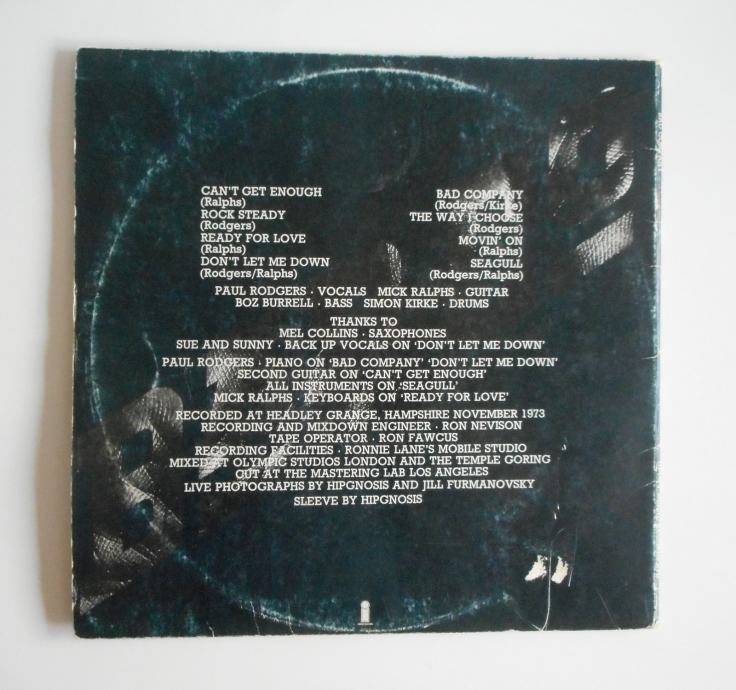 CAN'T GET ENOUGH
(Ralphs)
ROCK STEADY
(Rodgers)
READY FOR LOVE
(Ralphs)
DON'T LET ME DOWN
(Rodgers/Ralphs)
BAD COMPANY
(Rodgers/Kirke)
THE WAY I CHOOSE
(Rodgers)
MOVIN' ON
(Ralphs)
SEAGULL
(Rodgers/Ralphs)
PAUL RODGERS · VOCALS MICK RALPHS · GUITAR
BOZ BURRELL · BASS SIMON KIRKE · DRUMS
THANKS TO
MEL COLLINS · SAXOPHONES
SUE AND SUNNY · BACK UP VOCALS ON 'DON'T LET ME DOWN'
PAUL RODGERS · PIANO ON 'BAD COMPANY' 'DON'T LET ME DOWN'
SECOND GUITAR ON 'CAN'T GET ENOUGH'
ALL INSTRUMENTS ON 'SEAGULL'
MICK RALPHS · KEYBOARDS ON 'READY FOR LOVE'
RECORDED AT HEADLEY GRANGE, HAMPSHIRE NOVEMBER 1973
RECORDING AND MIXDOWN ENGINEER · RON NEVISON
TAPE OPERATOR · RON FAWCUS
RECORDING FACILITIES · RONNIE LANE'S MOBILE STUDIO
MIXED AT OLYMPIC STUDIOS LONDON AND THE TEMPLE GORING
CUT AT THE MASTERING LAB LOS ANGELES
LIVE PHOTOGRAPHS BY HIPGNOSIS AND JILL FURMANOVSKY
SLEEVE BY HIPGNOSIS